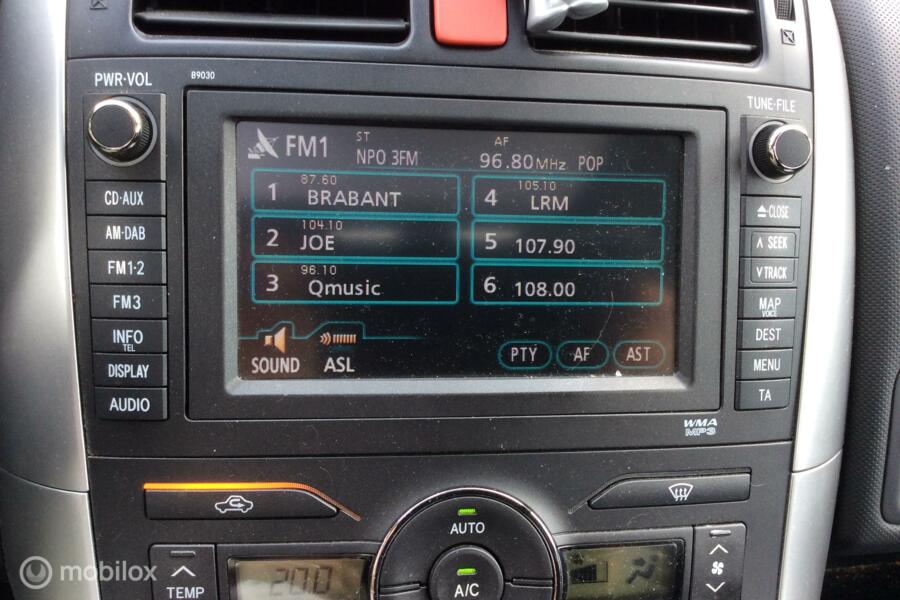 PWR·VOL
B9030
TUNE·FILE
CD·AUX
AM·DAB
FM1·2
FM3
INFO
TEL
DISPLAY
AUDIO
FM1
ST
NPO 3FM
AF
96.80MHz
POP
1 87.60 BRABANT
2 104.10 JOE
3 96.10 Qmusic
4 105.10 LRM
5 107.90
6 108.00
SOUND
ASL
PTY
AF
AST
CLOSE
SEEK
TRACK
MAP
VOICE
DEST
MENU
TA
WMA
MP3
AUTO
A/C
TEMP
20.0
mobilox